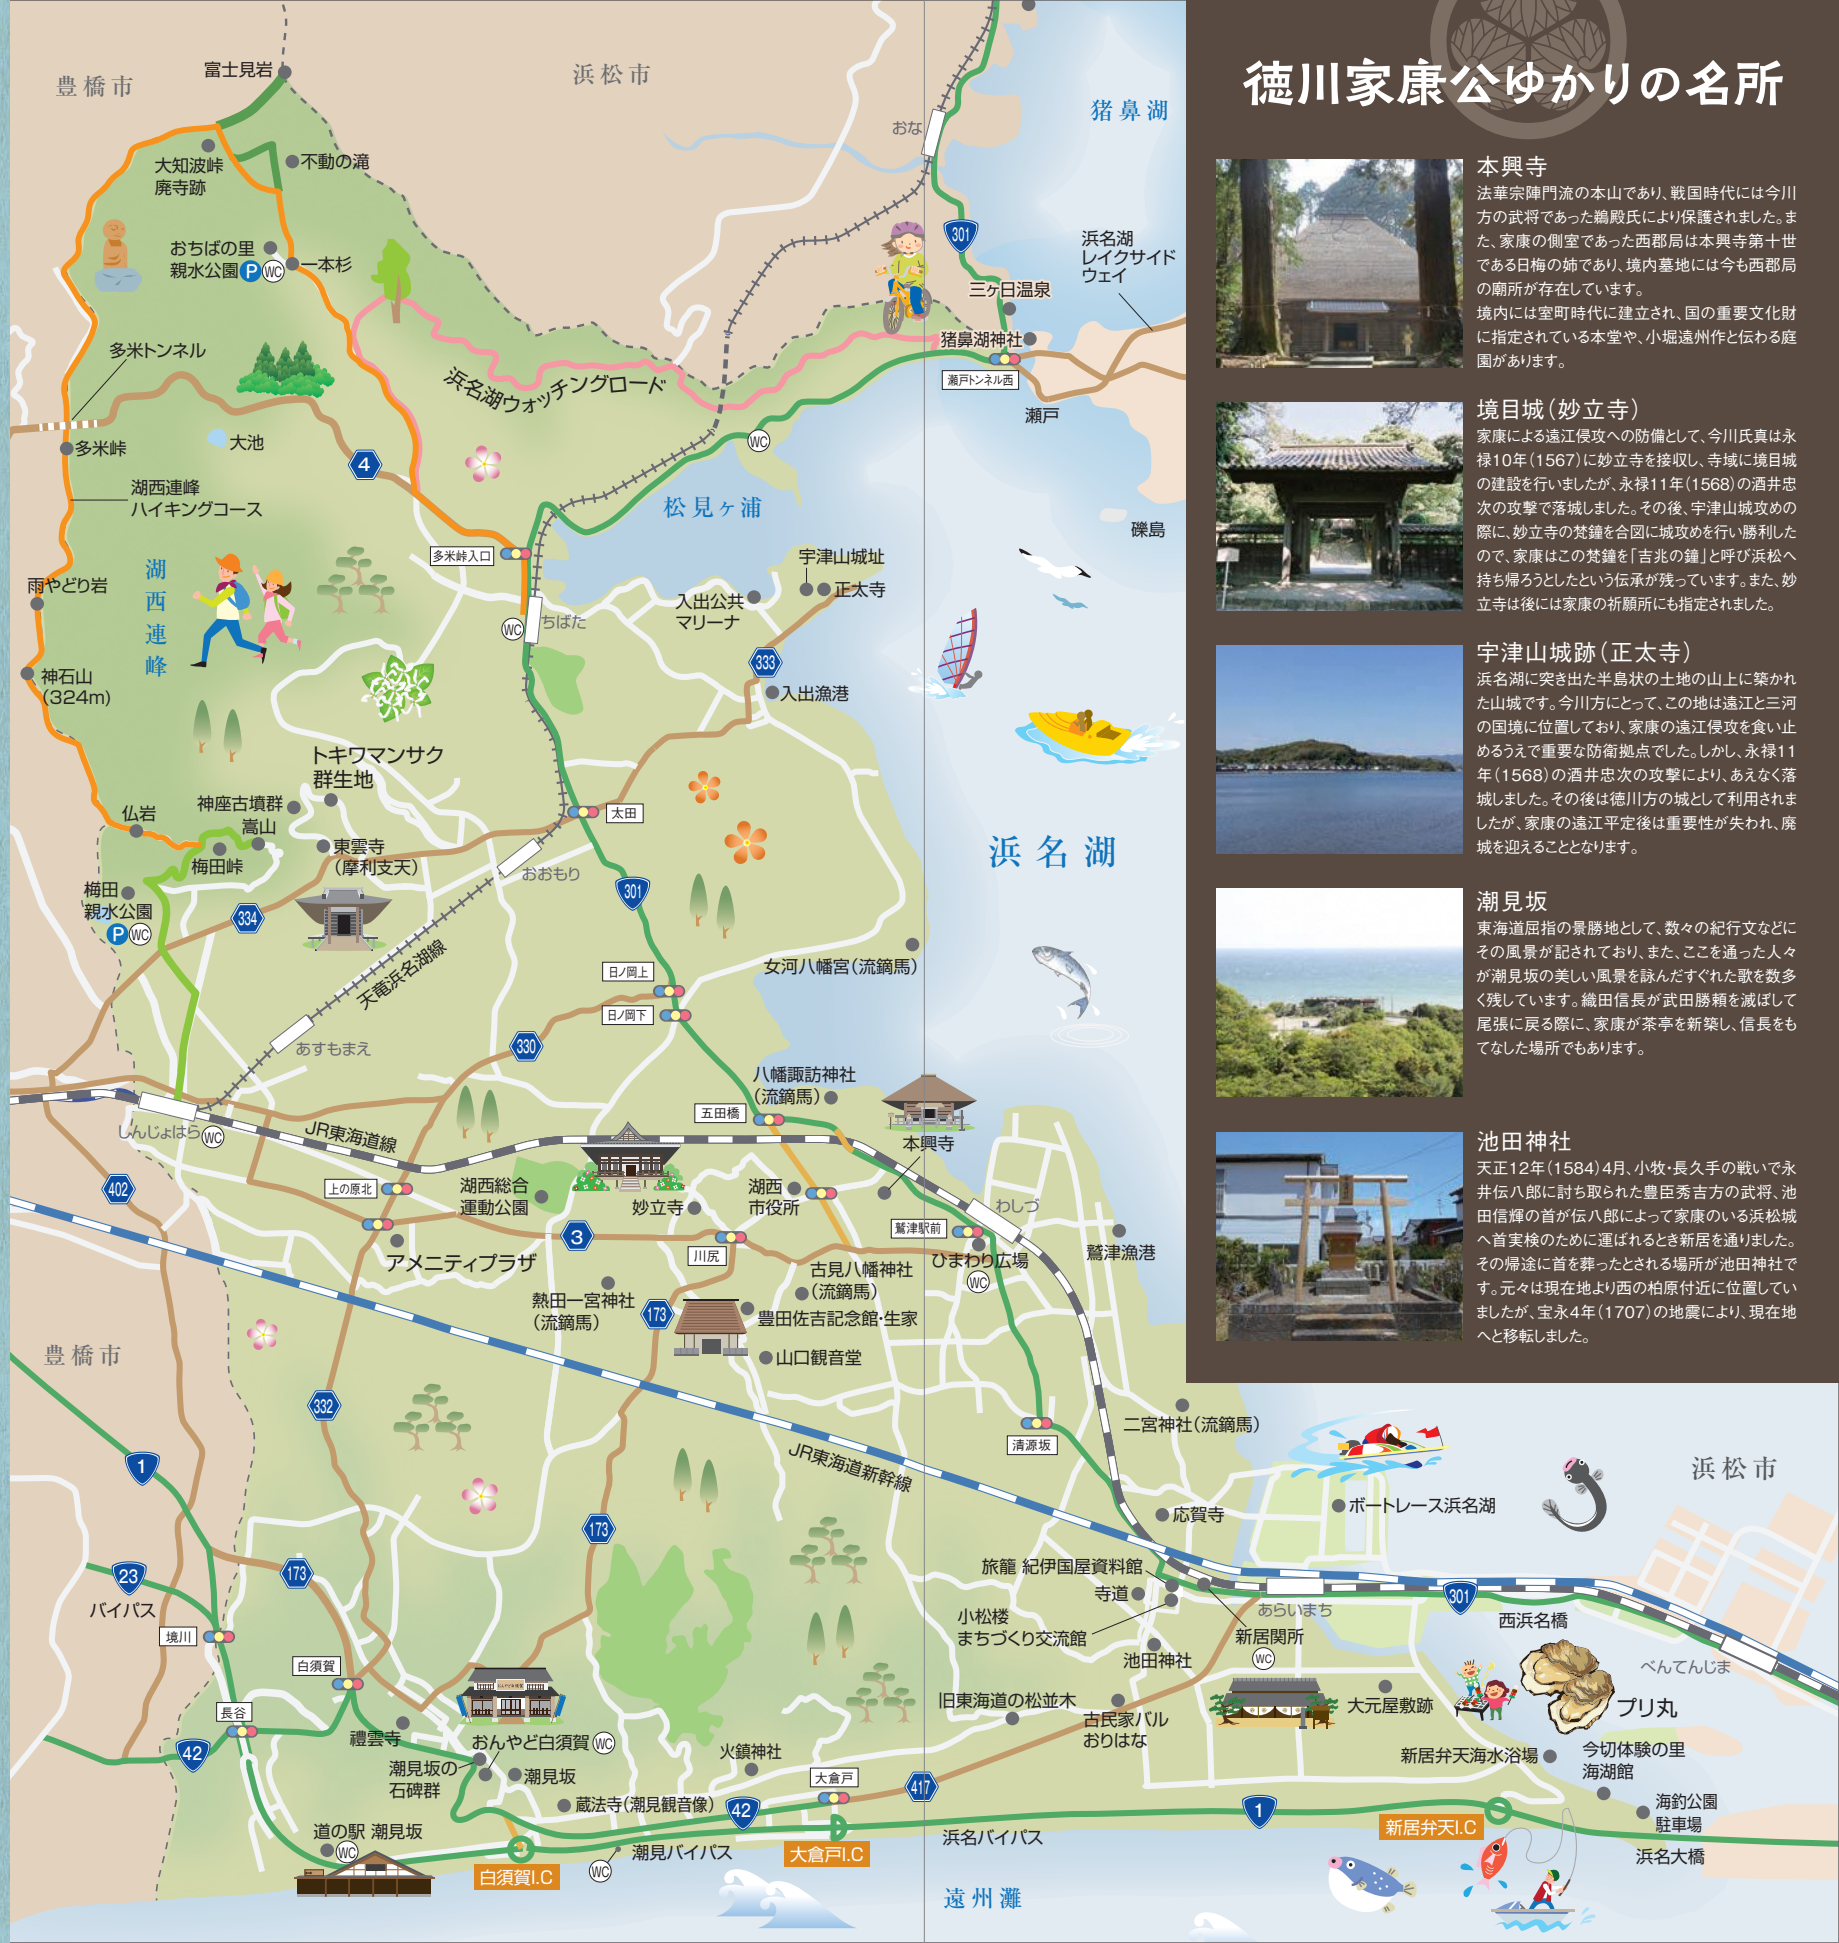 徳川家康公ゆかりの名所
本興寺
法華宗陣門流の本山であり、戦国時代には今川
方の武将であった鵜殿氏により保護されました。ま
た、家康の側室であった西郡局は本興寺第十世
である日梅の姉であり、境内墓地には今も西郡局
の廟所が存在しています。
境内には室町時代に建立され、国の重要文化財
に指定されている本堂や、小堀遠州作と伝わる庭
園があります。
境目城(妙立寺)
家康による遠江侵攻への防備として、今川氏真は永
禄10年(1567)に妙立寺を接収し、寺域に境目城
の建設を行いましたが、永禄11年(1568)の酒井忠
次の攻撃で落城しました。その後、宇津山城攻めの
際に、妙立寺の梵鐘を合図に城攻めを行い勝利した
ので、家康はこの梵鐘を「吉兆の鐘」と呼び浜松へ
持ち帰ろうとしたという伝承が残っています。また、妙
立寺は後には家康の祈願所にも指定されました。
宇津山城跡(正太寺)
浜名湖に突き出た半島状の土地の山上に築かれ
た山城です。今川方にとって、この地は遠江と三河
の国境に位置しており、家康の遠江侵攻を食い止
めるうえで重要な防衛拠点でした。しかし、永禄11
年(1568)の酒井忠次の攻撃により、あえなく落
城しました。その後は徳川方の城として利用されま
したが、家康の遠江平定後は重要性が失われ、廃
城を迎えることとなります。
潮見坂
東海道屈指の景勝地として、数々の紀行文などに
その風景が記されており、また、ここを通った人々
が潮見坂の美しい風景を詠んだすぐれた歌を数多
く残しています。織田信長が武田勝頼を滅ぼして
尾張に戻る際に、家康が茶亭を新築し、信長をも
てなした場所でもあります。
池田神社
天正12年(1584)4月、小牧・長久手の戦いで永
井伝八郎に討ち取られた豊臣秀吉方の武将、池
田信輝の首が伝八郎によって家康のいる浜松城
へ首実検のために運ばれるとき新居を通りました。
その帰途に首を葬ったとされる場所が池田神社で
す。元々は現在地より西の柏原付近に位置してい
ましたが、宝永4年(1707)の地震により、現在地
へと移転しました。
豊橋市
富士見岩
浜松市
猪鼻湖
おな
大知波峠
廃寺跡
不動の滝
301
浜名湖
レイクサイド
ウェイ
おちばの里
親水公園 P WC
一本杉
三ヶ日温泉
猪鼻湖神社
瀬戸トンネル西
瀬戸
多米トンネル
浜名湖ウォッチングロード
WC
多米峠
大池
4
湖西連峰
ハイキングコース
松見ヶ浦
礫島
多米峠入口
宇津山城址
正太寺
湖西連峰
雨やどり岩
入出公共
マリーナ
WC
ちばた
333
入出漁港
神石山
(324m)
トキワマンサク
群生地
神座古墳群
嵩山
仏岩
太田
東雲寺
(摩利支天)
梅田峠
おおもり
浜名湖
梅田
親水公園
P WC
334
301
天竜浜名湖線
女河八幡宮(流鏑馬)
日ノ岡上
日ノ岡下
あすもまえ
330
八幡諏訪神社
(流鏑馬)
五田橋
しんじょはら WC
JR東海道線
本興寺
402
上の原北
湖西総合
運動公園
妙立寺
湖西
市役所
わしづ
鷲津駅前
鷲津漁港
3
川尻
アメニティプラザ
ひまわり広場
WC
古見八幡神社
(流鏑馬)
熱田一宮神社
(流鏑馬)
173
豊田佐吉記念館・生家
山口観音堂
豊橋市
332
二宮神社(流鏑馬)
清源坂
1
JR東海道新幹線
浜松市
ボートレース浜名湖
応賀寺
173
23
バイパス
173
旅籠 紀伊国屋資料館
寺道
301
あらいまち
西浜名橋
小松楼
まちづくり交流館
新居関所
WC
境川
白須賀
池田神社
べんてんじま
長谷
旧東海道の松並木
大元屋敷跡
プリ丸
古民家バル
おりはな
42
禮雲寺
おんやど白須賀 WC
潮見坂の
石碑群
潮見坂
火鎮神社
新居弁天海水浴場
今切体験の里
海湖館
大倉戸
417
蔵法寺(潮見観音像)
42
1
新居弁天I.C
海釣公園
駐車場
道の駅 潮見坂
WC
浜名バイパス
潮見バイパス
大倉戸I.C
浜名大橋
白須賀I.C
WC
遠州灘